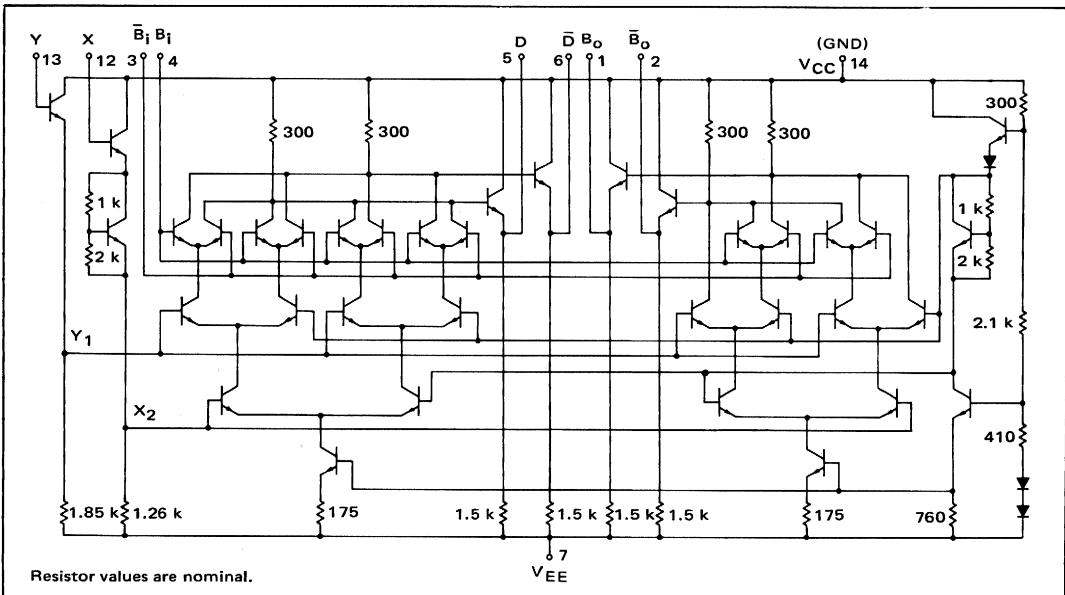 Y X B̅i Bi D D̅ Bo B̅o (GND)
13 12 3 4 5 6 1 2 VCC 14
300 300 300 300 300
1 k 1 k
2 k 2 k
2.1 k
Y1
X2
410
1.85 k 1.26 k 175 1.5 k 1.5 k 1.5 k 1.5 k 175 760
7
VEE
Resistor values are nominal.